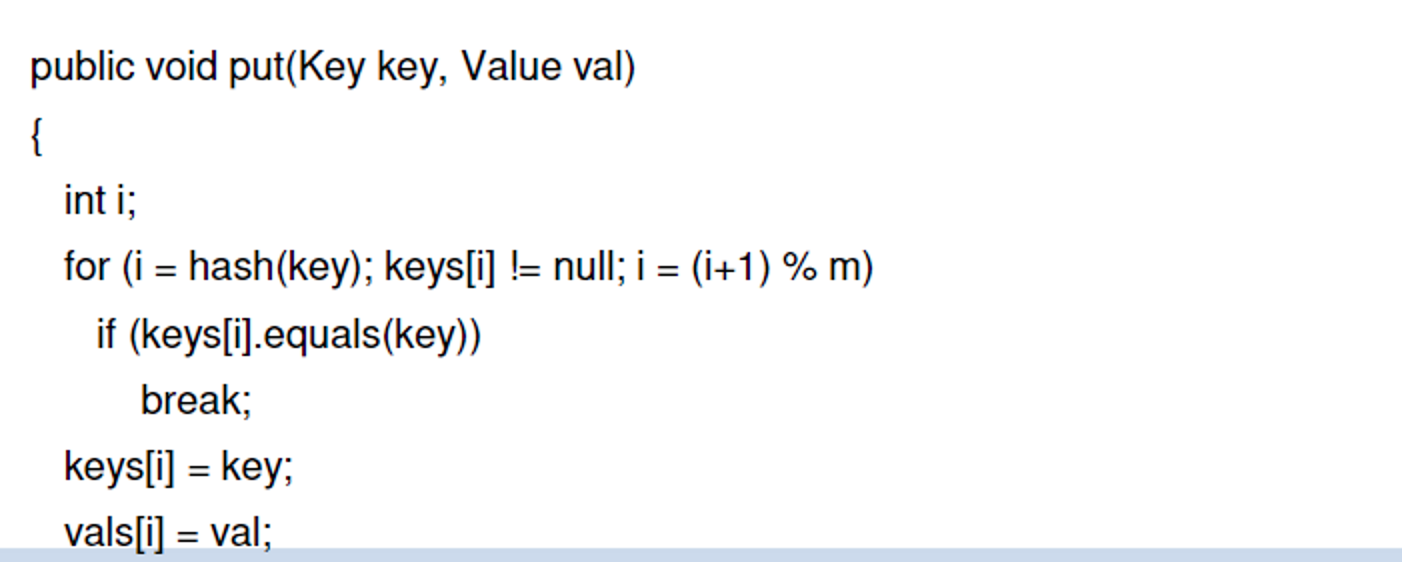 public void put(Key key, Value val)
{
int i;
for (i = hash(key); keys[i] != null; i = (i+1) % m)
if (keys[i].equals(key))
break;
keys[i] = key;
vals[i] = val;